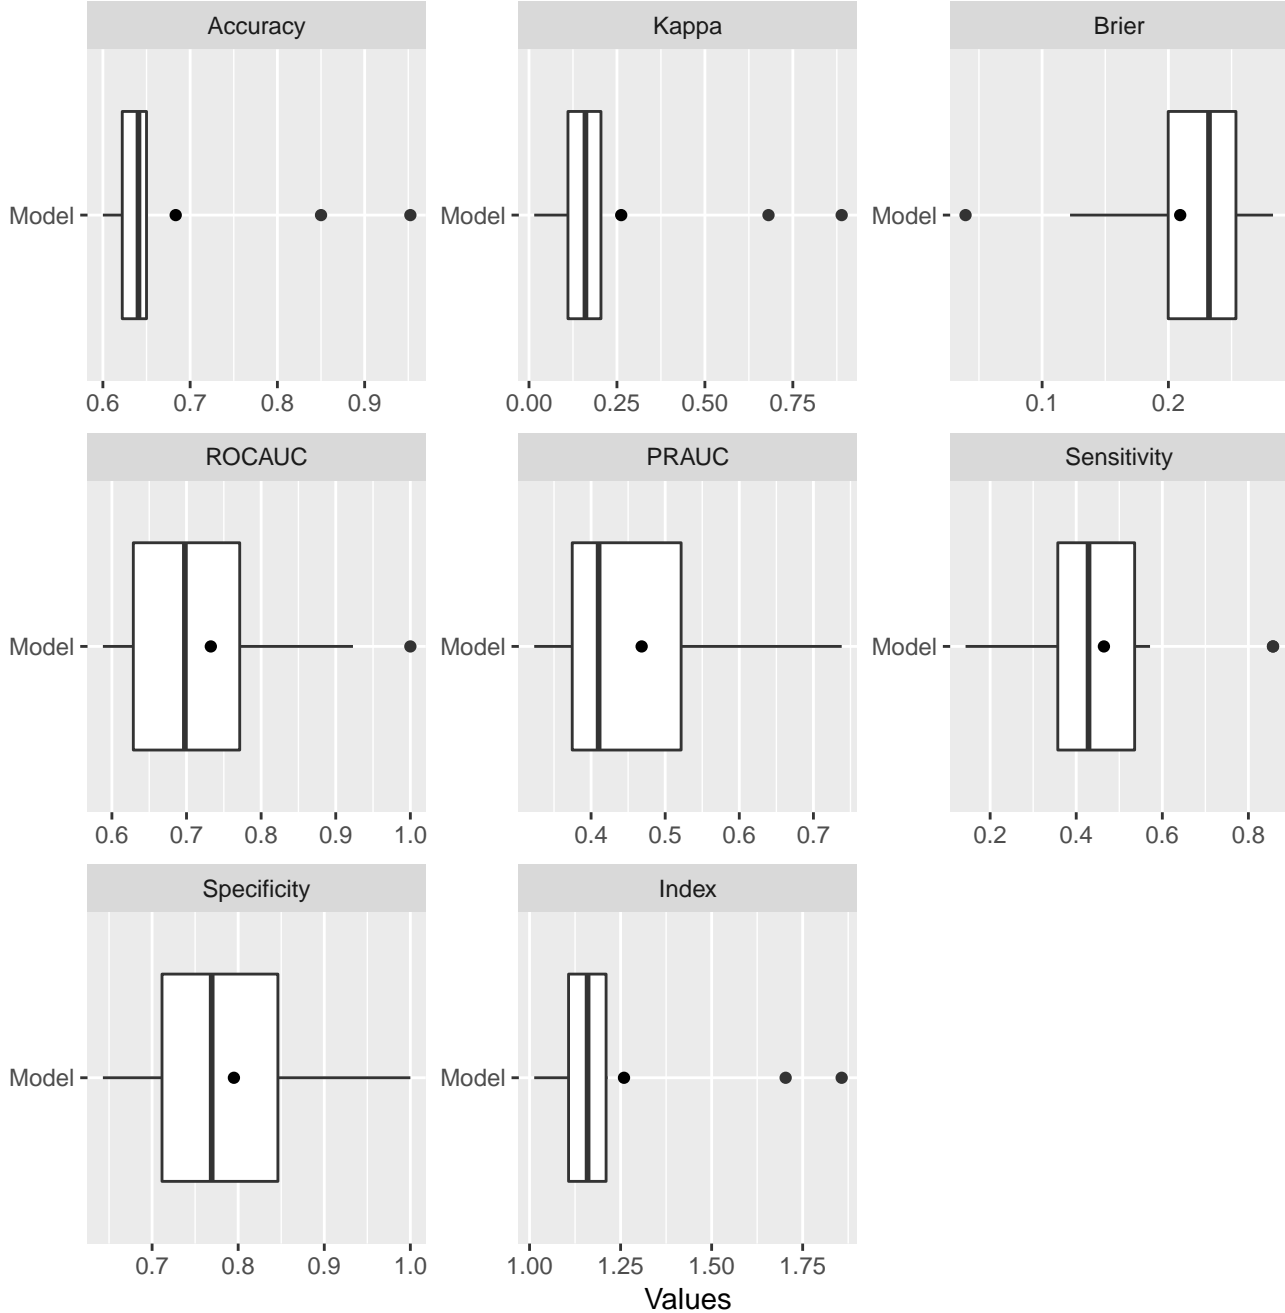 Accuracy Kappa Brier
Model Model Model
0.6 0.7 0.8 0.9 0.00 0.25 0.50 0.75 0.1 0.2
ROCAUC PRAUC Sensitivity
Model Model Model
0.6 0.7 0.8 0.9 1.0 0.4 0.5 0.6 0.7 0.2 0.4 0.6 0.8
Specificity Index
Model Model
0.7 0.8 0.9 1.0 1.00 1.25 1.50 1.75
Values